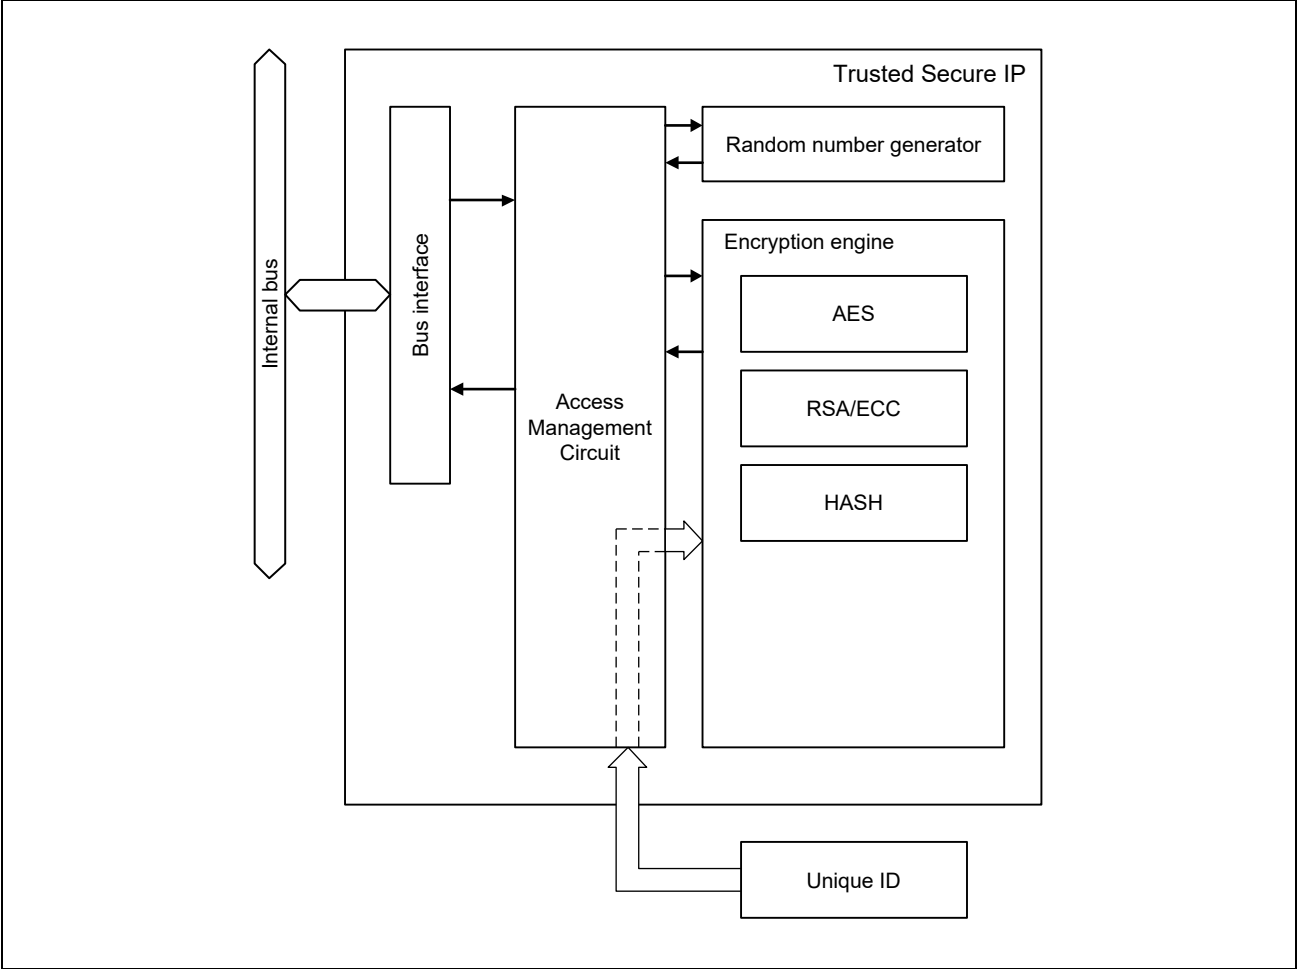 Trusted Secure IP
Internal bus
Bus interface
Access
Management
Circuit
Random number generator
Encryption engine
AES
RSA/ECC
HASH
Unique ID